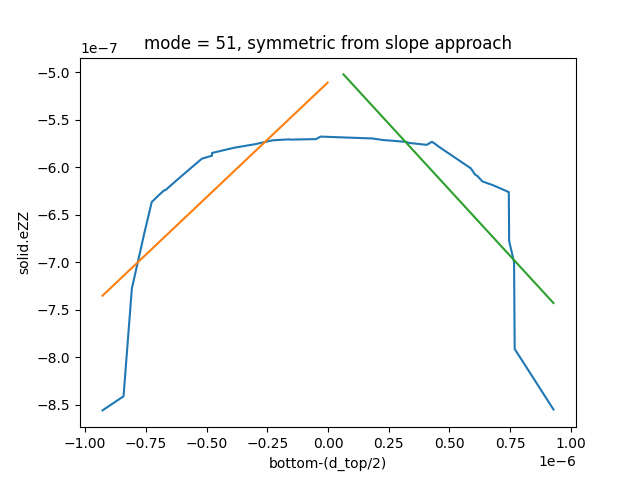 mode = 51, symmetric from slope approach
1e−7
−5.0
−5.5
−6.0
−6.5
−7.0
−7.5
−8.0
−8.5
solid.eZZ
−1.00 −0.75 −0.50 −0.25 0.00 0.25 0.50 0.75 1.00
bottom-(d_top/2)
1e−6